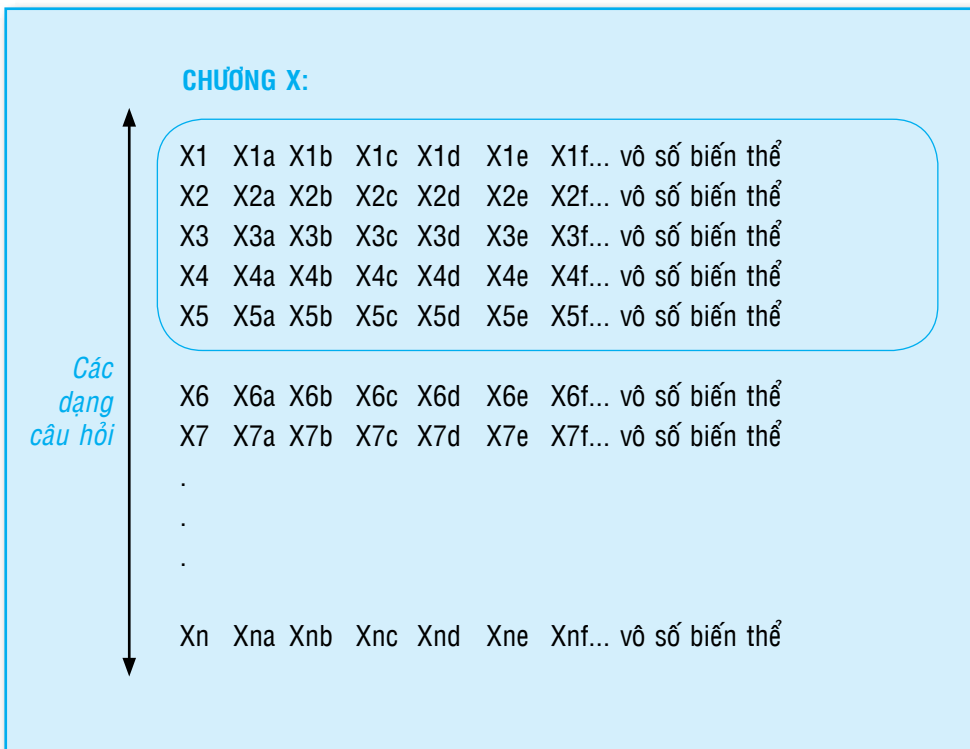 CHƯƠNG X:
X1 X1a X1b X1c X1d X1e X1f... vô số biến thể
X2 X2a X2b X2c X2d X2e X2f... vô số biến thể
X3 X3a X3b X3c X3d X3e X3f... vô số biến thể
X4 X4a X4b X4c X4d X4e X4f... vô số biến thể
X5 X5a X5b X5c X5d X5e X5f... vô số biến thể
Các
dạng
câu hỏi
X6 X6a X6b X6c X6d X6e X6f... vô số biến thể
X7 X7a X7b X7c X7d X7e X7f... vô số biến thể
.
.
.
Xn Xna Xnb Xnc Xnd Xne Xnf... vô số biến thể